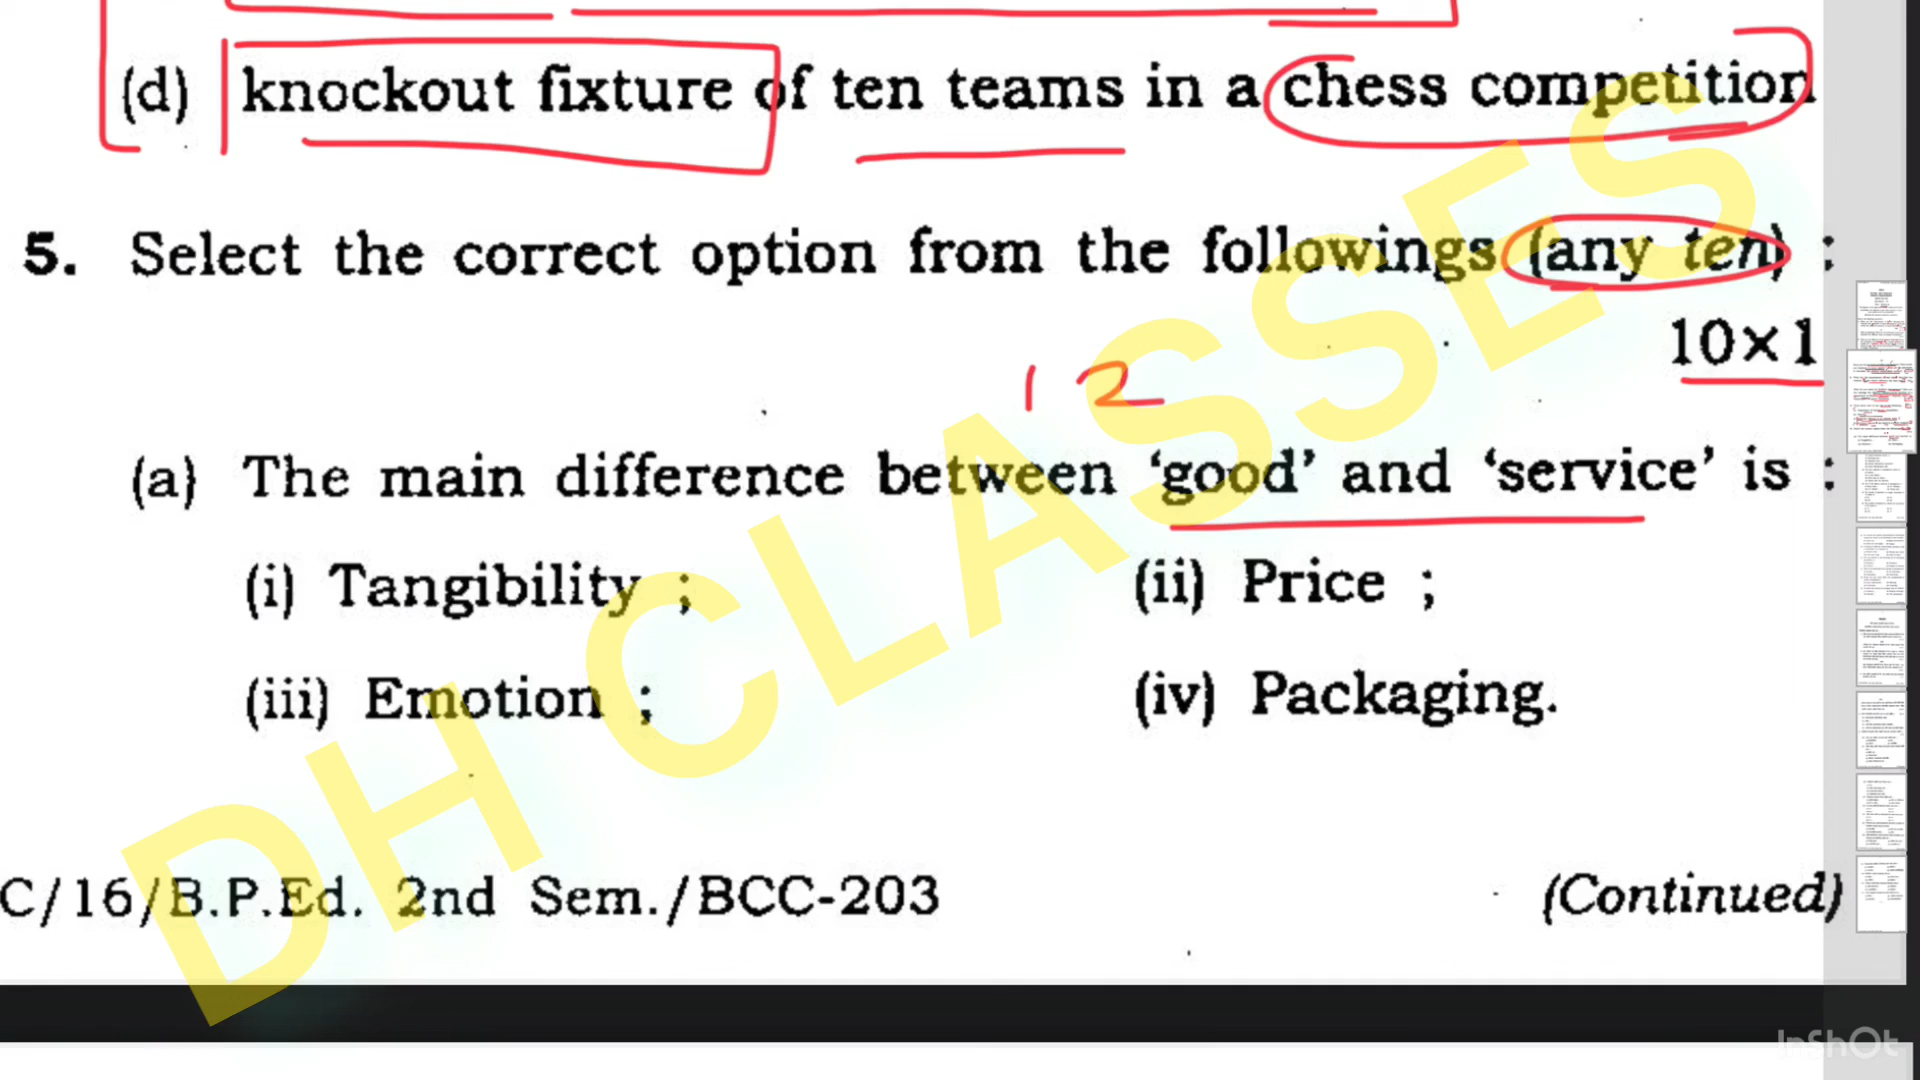 (d) knockout fixture of ten teams in a chess competition
5. Select the correct option from the followings (any ten) :
10×1
12
(a) The main difference between ‘good’ and ‘service’ is :
(i) Tangibility ; (ii) Price ;
(iii) Emotion ; (iv) Packaging.
C/16/B.P.Ed. 2nd Sem./BCC-203 (Continued)
DH CLASSES
InShOt